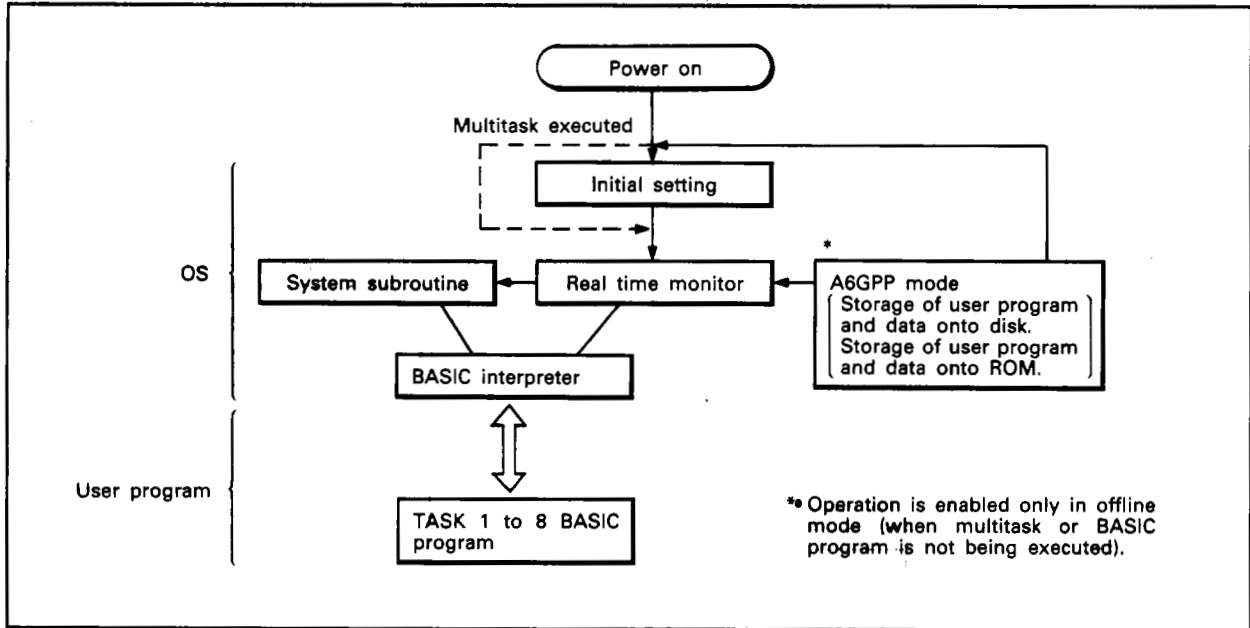 Power on
Multitask executed
Initial setting
*
OS
System subroutine
Real time monitor
A6GPP mode
Storage of user program
and data onto disk.
Storage of user program
and data onto ROM.
BASIC interpreter
User program
TASK 1 to 8 BASIC
program
*• Operation is enabled only in offline
mode (when multitask or BASIC
program is not being executed).